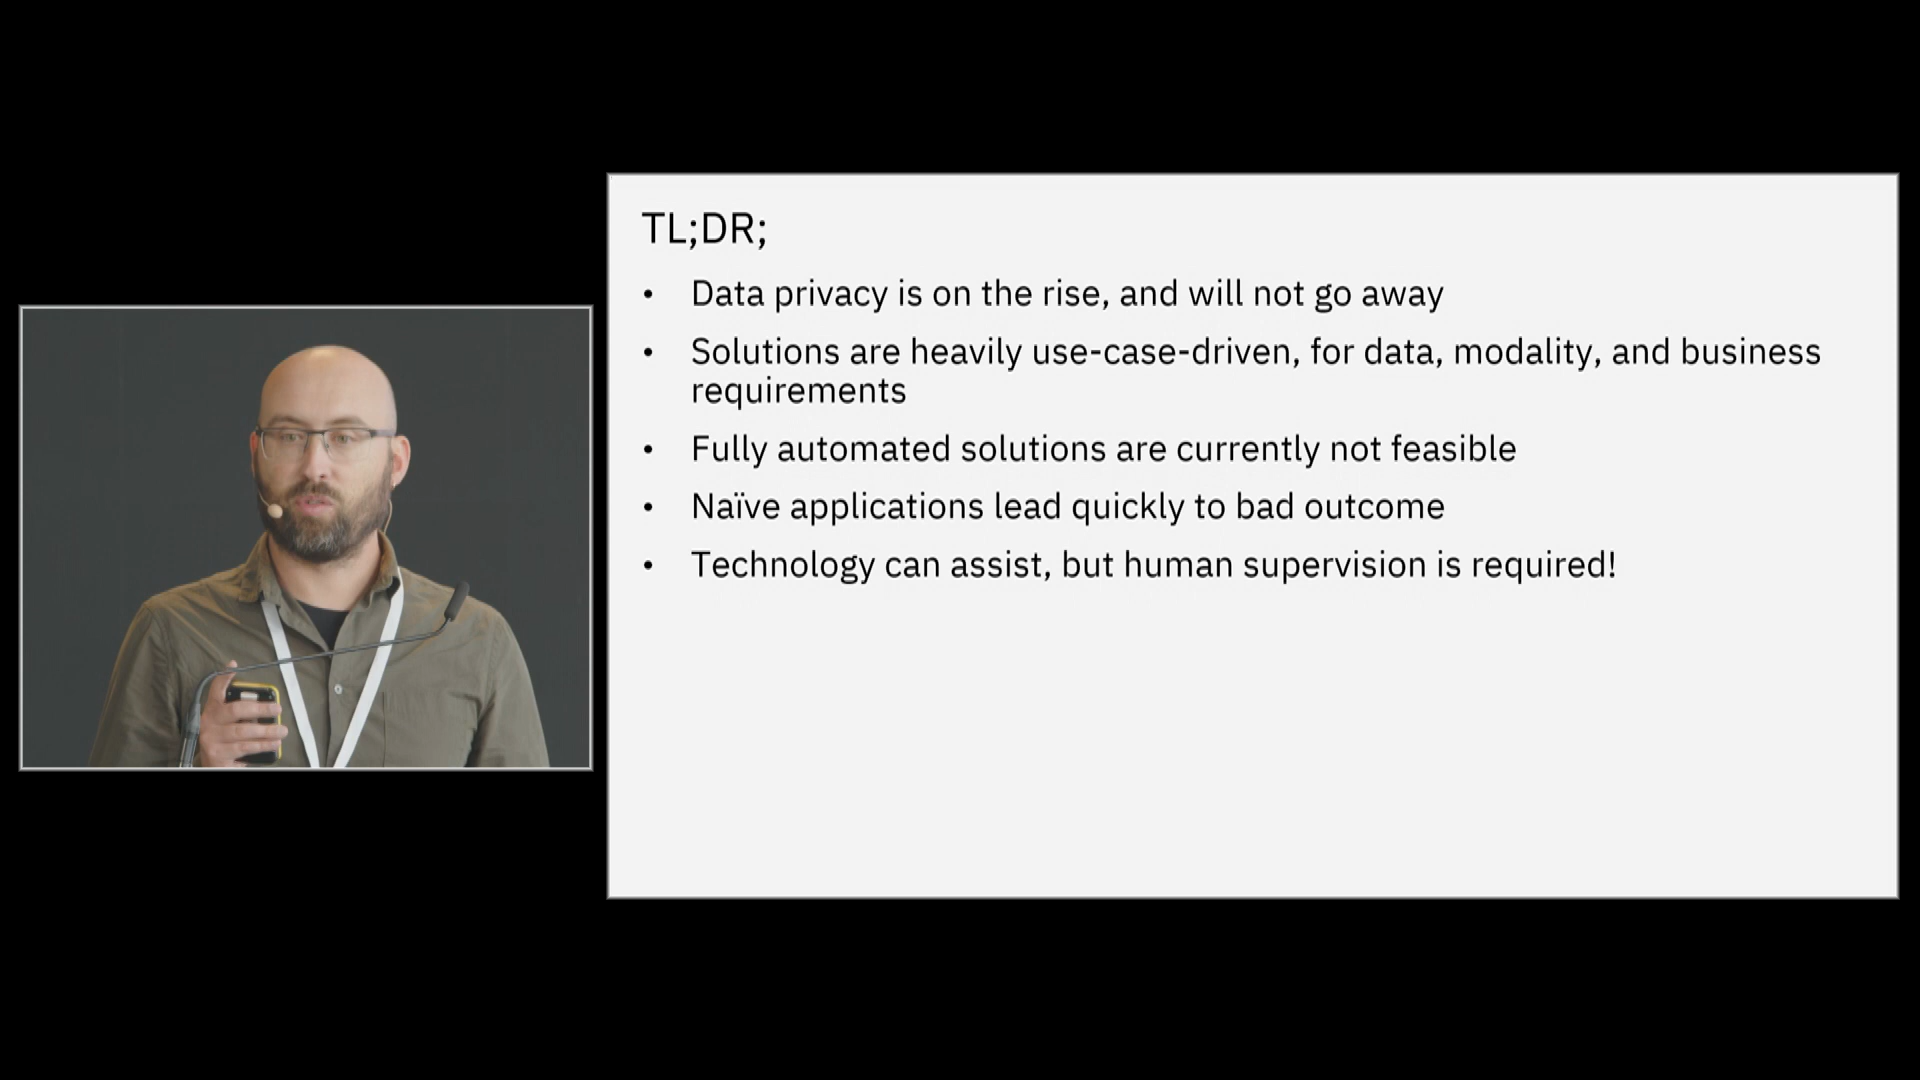 TL;DR;
• Data privacy is on the rise, and will not go away
• Solutions are heavily use-case-driven, for data, modality, and business
requirements
• Fully automated solutions are currently not feasible
• Naïve applications lead quickly to bad outcome
• Technology can assist, but human supervision is required!